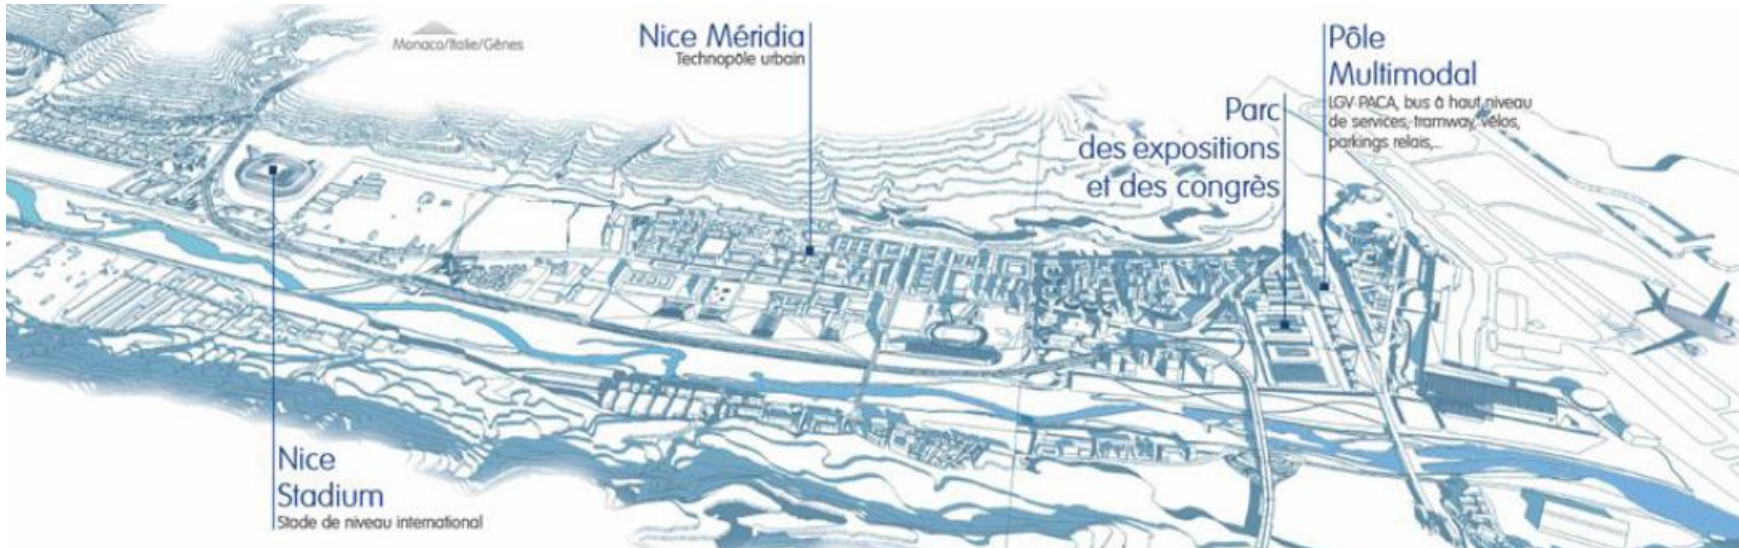 Monaco/Italie/Gênes
Nice Méridia
Technopôle urbain
Pôle
Multimodal
LGV PACA, bus à haut niveau
de services, tramway, vélos,
parkings relais,...
Parc
des expositions
et des congrès
Nice
Stadium
Stade de niveau international